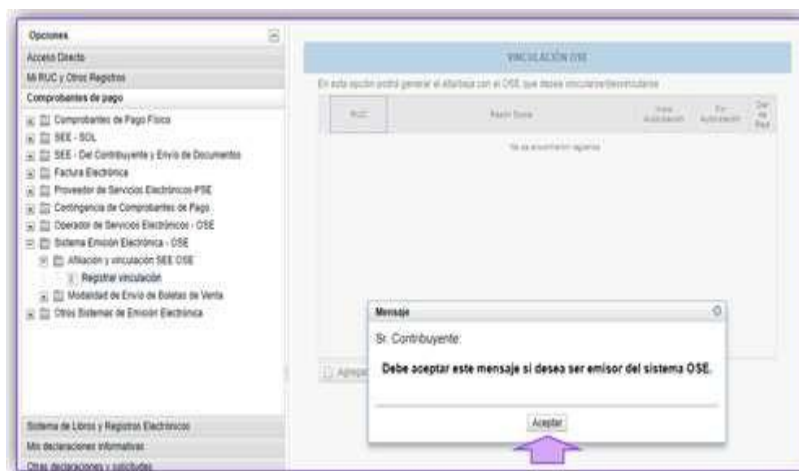 Opciones
Acceso Directo
Mi RUC y Otros Registros
Comprobantes de pago
Comprobantes de Pago Físico
SEE - SOL
SEE - Del Contribuyente y Envío de Documentos
Factura Electrónica
Proveedor de Servicios Electrónicos-PSE
Contingencia de Comprobantes de Pago
Operador de Servicios Electrónicos - OSE
Sistema Emisión Electrónica - OSE
Afiliación y vinculación SEE OSE
Registrar vinculación
Modalidad de Envío de Boletas de Venta
Otros Sistemas de Emisión Electrónica
Sistema de Libros y Registros Electrónicos
Mis declaraciones informativas
Otras declaraciones y solicitudes
VINCULACIÓN OSE
En esta opción podrá generar el alta/baja con el OSE que desea vincularse/desvincularse
RUC
Razón Social
Autorización
Autorización
No se encontraron registros
Agregar
Mensaje
Sr. Contribuyente:
Debe aceptar este mensaje si desea ser emisor del sistema OSE.
Aceptar